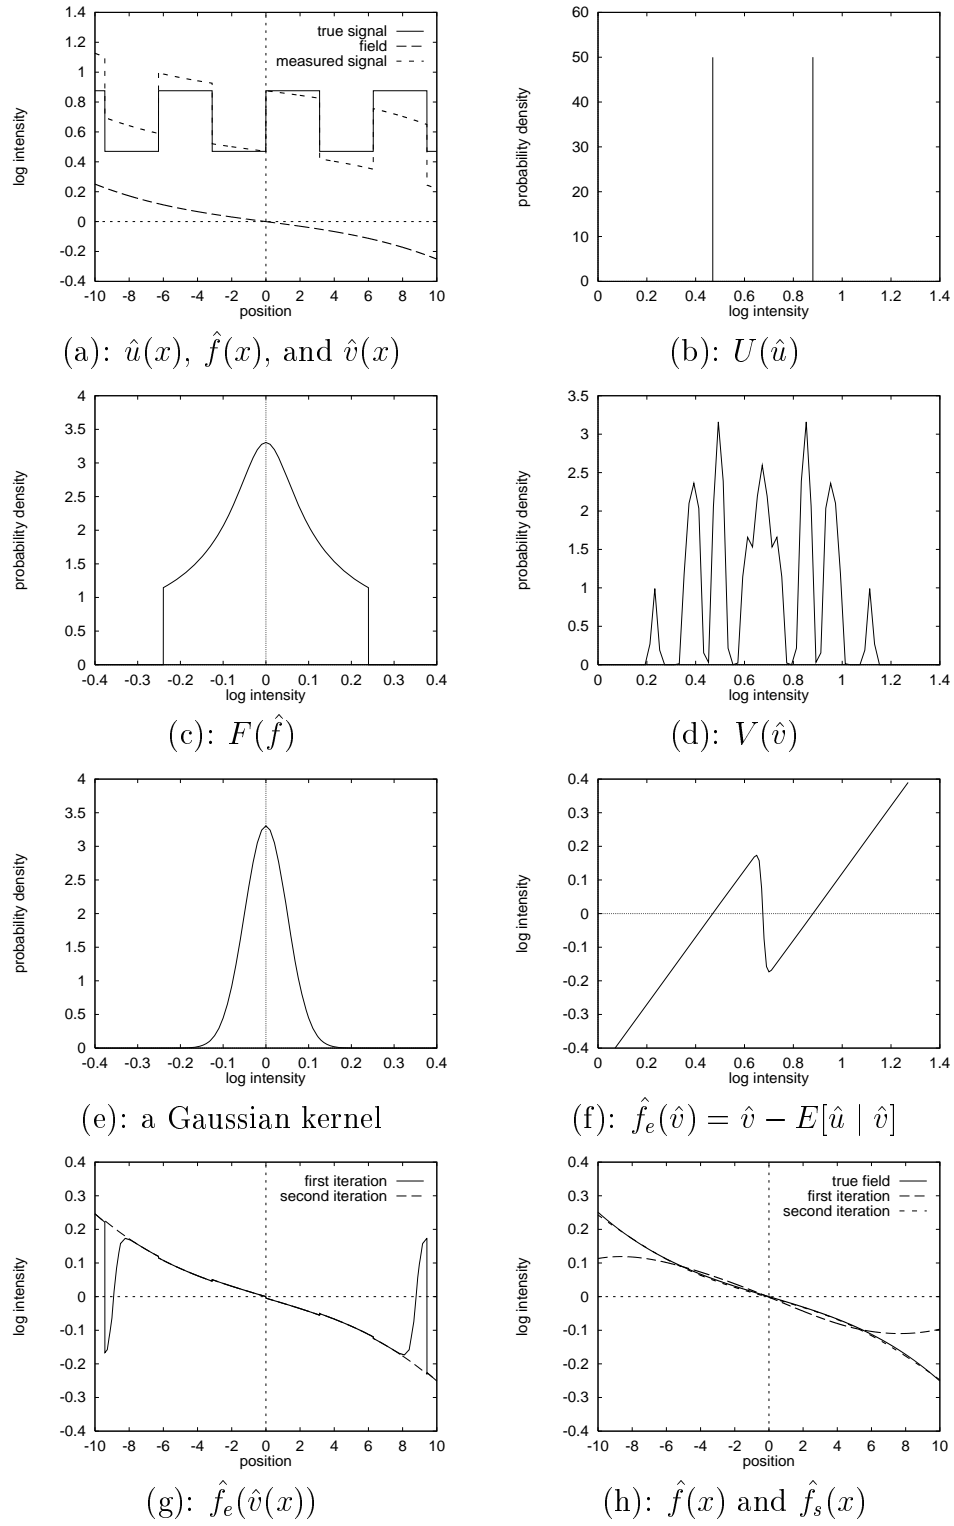 1.4
1.2
1
0.8
0.6
0.4
0.2
0
-0.2
-0.4
log intensity
true signal
field
measured signal
-10 -8 -6 -4 -2 0 2 4 6 8 10
position
(a): û(x), f̂(x), and v̂(x)
60
50
40
30
20
10
0
probability density
0 0.2 0.4 0.6 0.8 1 1.2 1.4
log intensity
(b): U(û)
4
3.5
3
2.5
2
1.5
1
0.5
0
probability density
-0.4 -0.3 -0.2 -0.1 0 0.1 0.2 0.3 0.4
log intensity
(c): F(f̂)
3.5
3
2.5
2
1.5
1
0.5
0
probability density
0 0.2 0.4 0.6 0.8 1 1.2 1.4
log intensity
(d): V(v̂)
4
3.5
3
2.5
2
1.5
1
0.5
0
probability density
-0.4 -0.3 -0.2 -0.1 0 0.1 0.2 0.3 0.4
log intensity
(e): a Gaussian kernel
0.4
0.3
0.2
0.1
0
-0.1
-0.2
-0.3
-0.4
log intensity
0 0.2 0.4 0.6 0.8 1 1.2 1.4
log intensity
(f): f̂e(v̂) = v̂ − E[û | v̂]
0.4
0.3
0.2
0.1
0
-0.1
-0.2
-0.3
-0.4
log intensity
first iteration
second iteration
-10 -8 -6 -4 -2 0 2 4 6 8 10
position
(g): f̂e(v̂(x))
0.4
0.3
0.2
0.1
0
-0.1
-0.2
-0.3
-0.4
log intensity
true field
first iteration
second iteration
-10 -8 -6 -4 -2 0 2 4 6 8 10
position
(h): f̂(x) and f̂s(x)